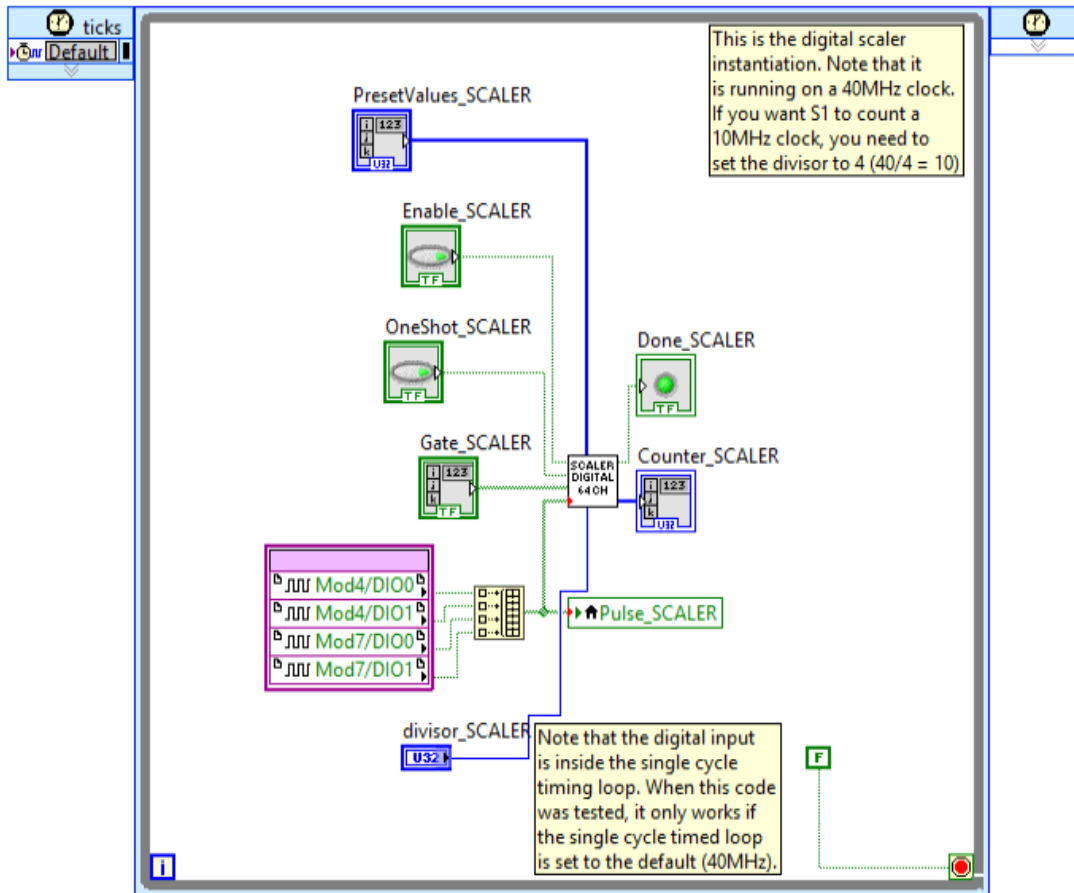 ticks
Default
This is the digital scaler
instantiation. Note that it
is running on a 40MHz clock.
If you want S1 to count a
10MHz clock, you need to
set the divisor to 4 (40/4 = 10)
PresetValues_SCALER
i 123
j
k
U32
Enable_SCALER
TF
OneShot_SCALER
TF
Done_SCALER
TF
Gate_SCALER
i 123
j
k
TF
SCALER
DIGITAL
64CH
Counter_SCALER
i 123
j
k
U32
Mod4/DIO0
Mod4/DIO1
Mod7/DIO0
Mod7/DIO1
Pulse_SCALER
divisor_SCALER
U32
Note that the digital input
is inside the single cycle
timing loop. When this code
was tested, it only works if
the single cycle timed loop
is set to the default (40MHz).
F
i